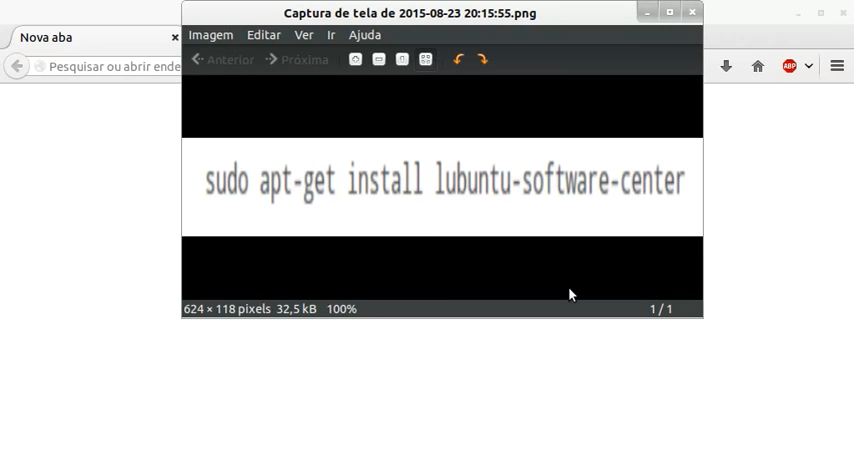 Captura de tela de 2015-08-23 20:15:55.png
Nova aba
Imagem Editar Ver Ir Ajuda
Anterior Próxima
Pesquisar ou abrir ende
ABP
sudo apt-get install lubuntu-software-center
624 × 118 pixels 32,5 kB 100% 1 / 1